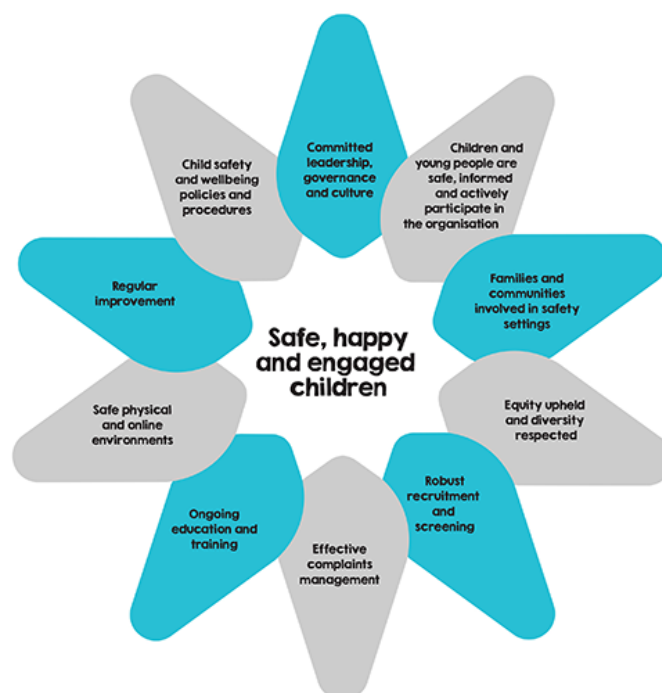 Committed
leadership,
governance
and culture
Children and
young people are
safe, informed
and actively
participate in
the organisation
Families and
communities
involved in safety
settings
Equity upheld
and diversity
respected
Robust
recruitment
and
screening
Effective
complaints
management
Ongoing
education and
training
Safe physical
and online
environments
Regular
improvement
Child safety
and wellbeing
policies and
procedures
Safe, happy
and engaged
children